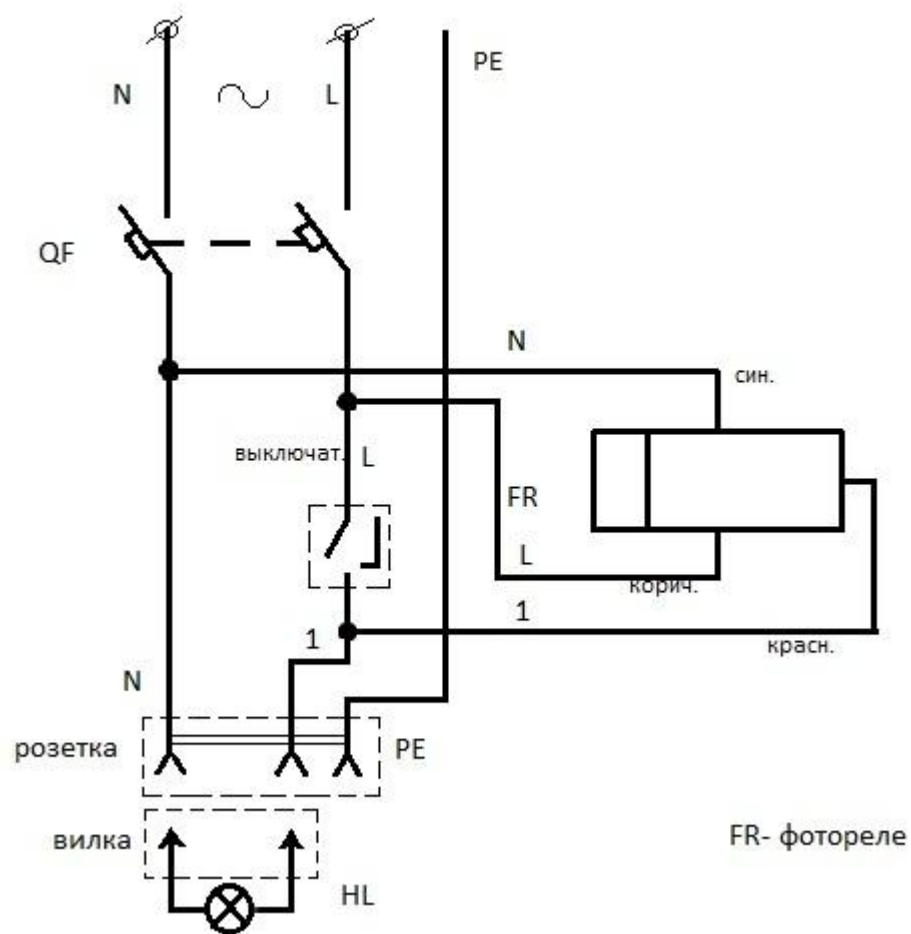 PE
N
L
QF
N
син.
выключат. L
FR
L
корич.
1
1
красн.
N
розетка
PE
вилка
FR- фотореле
HL